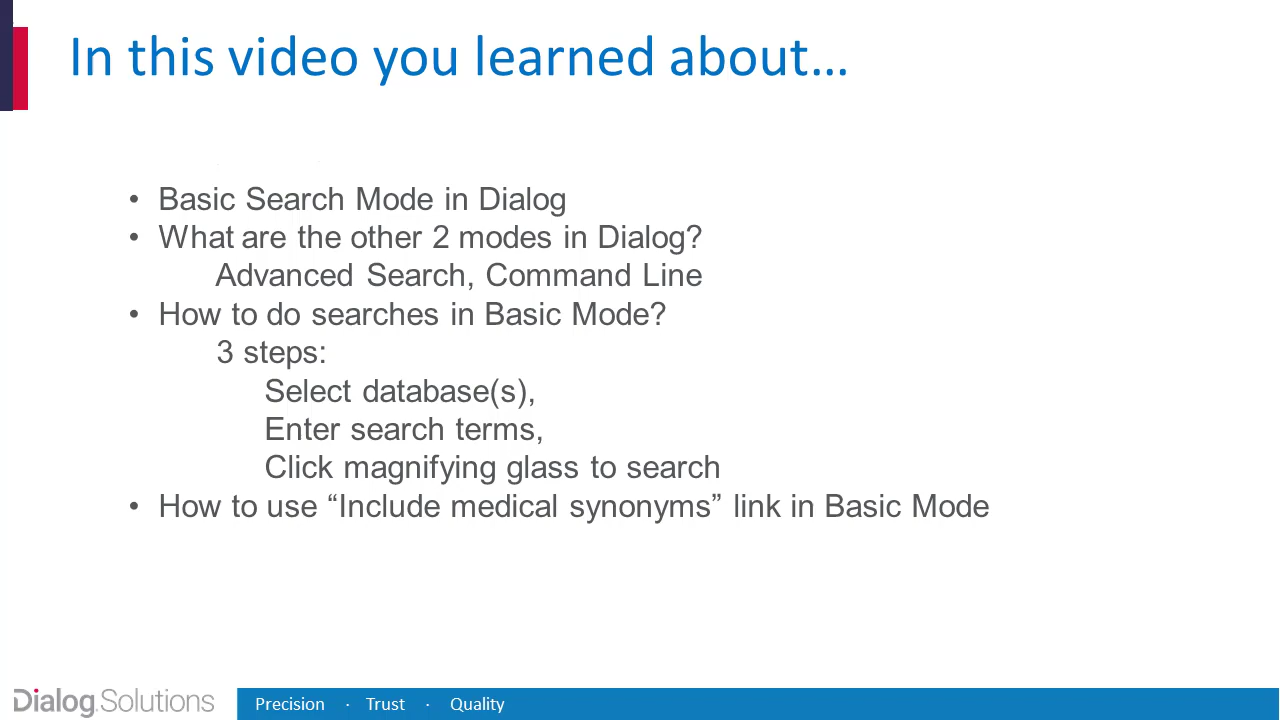 In this video you learned about...
• Basic Search Mode in Dialog
• What are the other 2 modes in Dialog?
Advanced Search, Command Line
• How to do searches in Basic Mode?
3 steps:
Select database(s),
Enter search terms,
Click magnifying glass to search
• How to use “Include medical synonyms” link in Basic Mode
Dialog.Solutions
Precision · Trust · Quality